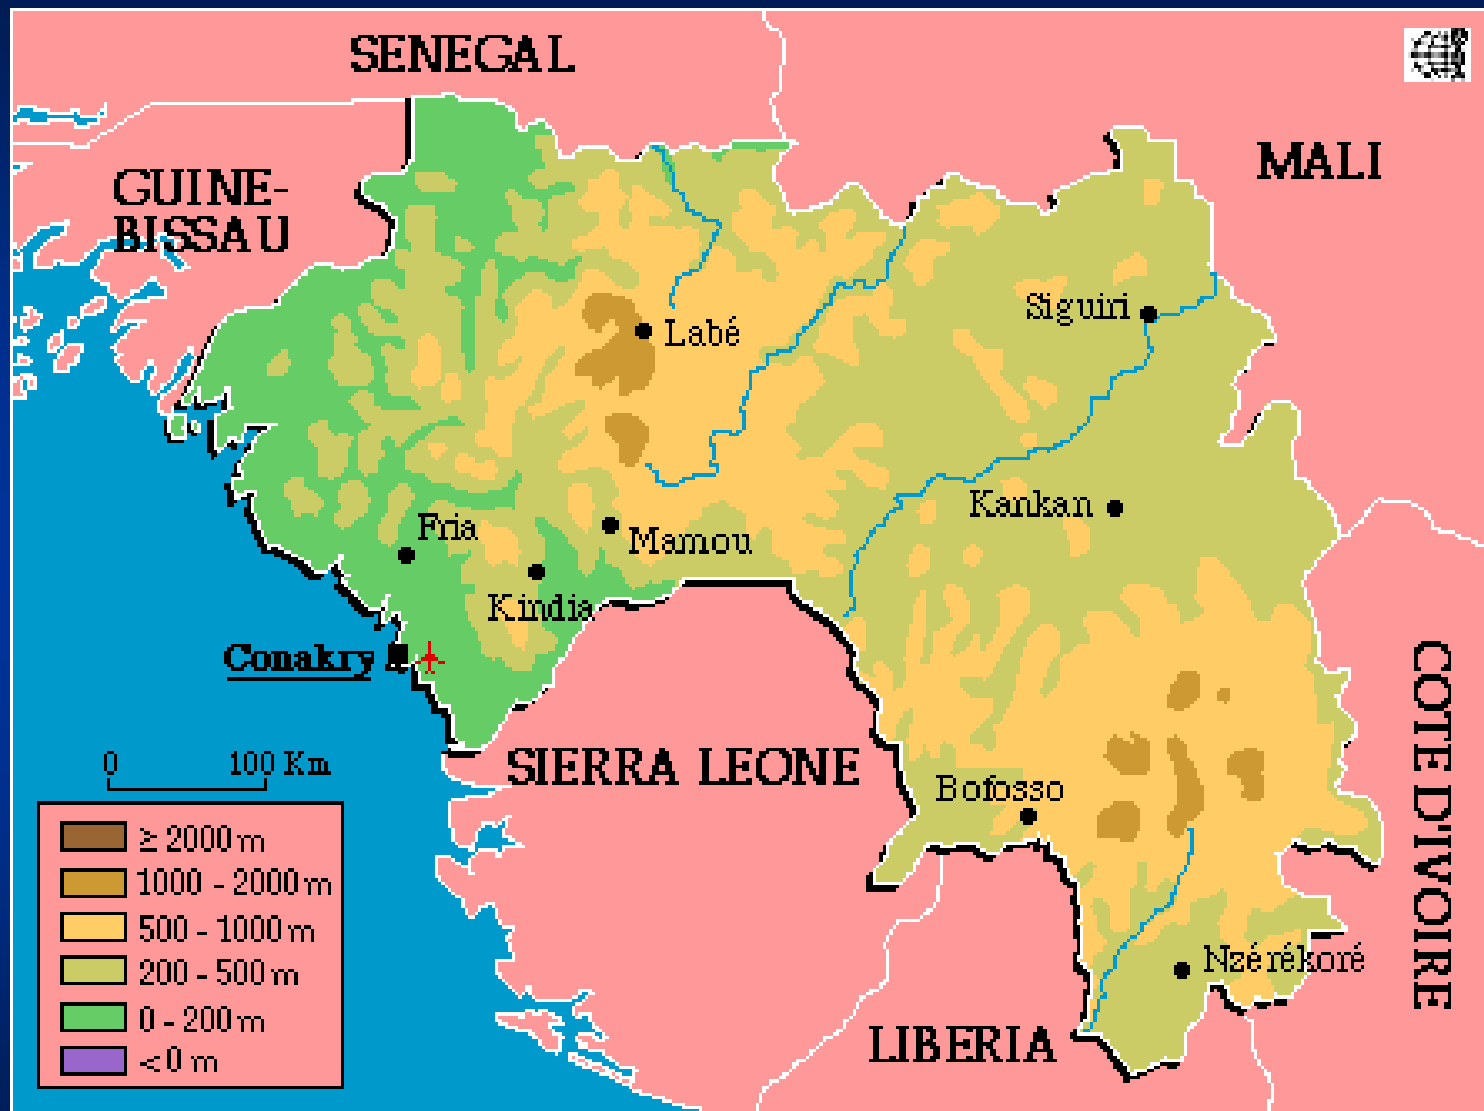 SENEGAL
MALI
GUINE-
BISSAU
Siguiri
Labé
Kankan
Fria
Mamou
Kindia
Conakry
COTE D'IVOIRE
SIERRA LEONE
0 100 Km
Bofosso
≥ 2000 m
1000 - 2000 m
500 - 1000 m
200 - 500 m
0 - 200 m
< 0 m
Nzérékoré
LIBERIA